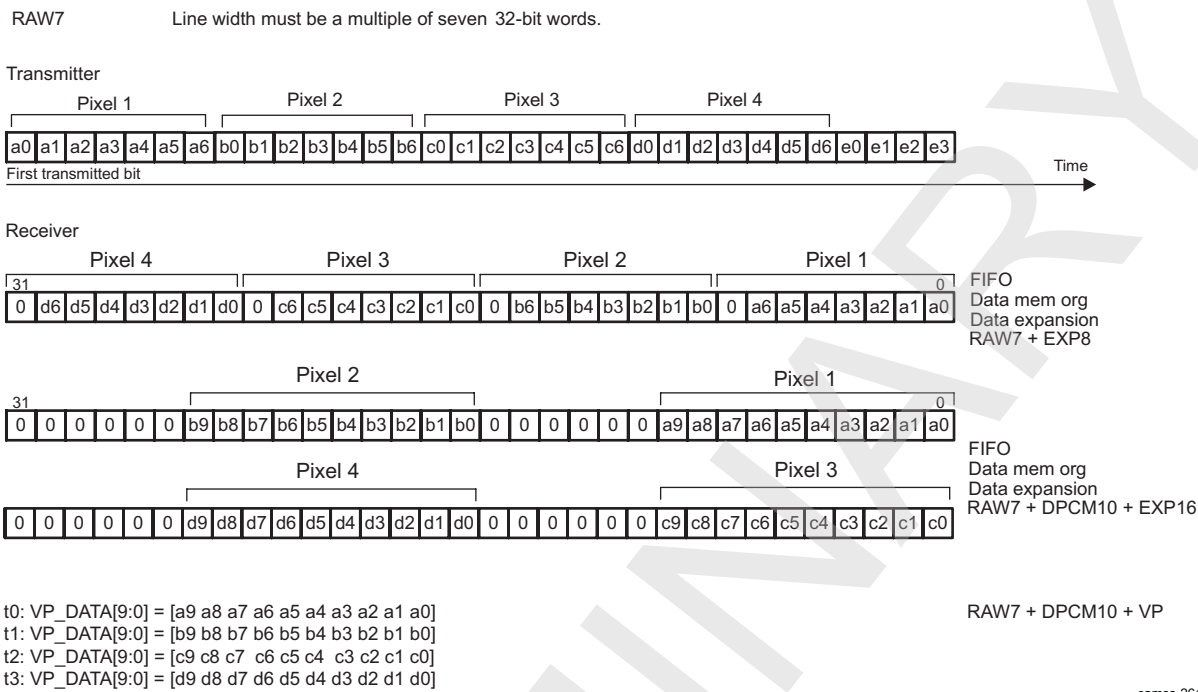 RAW7 Line width must be a multiple of seven 32-bit words.
Transmitter
Pixel 1 Pixel 2 Pixel 3 Pixel 4
a0 a1 a2 a3 a4 a5 a6 b0 b1 b2 b3 b4 b5 b6 c0 c1 c2 c3 c4 c5 c6 d0 d1 d2 d3 d4 d5 d6 e0 e1 e2 e3
First transmitted bit Time
Receiver
Pixel 4 Pixel 3 Pixel 2 Pixel 1
31 0
0 d6 d5 d4 d3 d2 d1 d0 0 c6 c5 c4 c3 c2 c1 c0 0 b6 b5 b4 b3 b2 b1 b0 0 a6 a5 a4 a3 a2 a1 a0
FIFO
Data mem org
Data expansion
RAW7 + EXP8
Pixel 2 Pixel 1
31 0
0 0 0 0 0 0 b9 b8 b7 b6 b5 b4 b3 b2 b1 b0 0 0 0 0 0 0 a9 a8 a7 a6 a5 a4 a3 a2 a1 a0
Pixel 4 Pixel 3
0 0 0 0 0 0 d9 d8 d7 d6 d5 d4 d3 d2 d1 d0 0 0 0 0 0 0 c9 c8 c7 c6 c5 c4 c3 c2 c1 c0
FIFO
Data mem org
Data expansion
RAW7 + DPCM10 + EXP16
t0: VP_DATA[9:0] = [a9 a8 a7 a6 a5 a4 a3 a2 a1 a0] RAW7 + DPCM10 + VP
t1: VP_DATA[9:0] = [b9 b8 b7 b6 b5 b4 b3 b2 b1 b0]
t2: VP_DATA[9:0] = [c9 c8 c7 c6 c5 c4 c3 c2 c1 c0]
t3: VP_DATA[9:0] = [d9 d8 d7 d6 d5 d4 d3 d2 d1 d0]